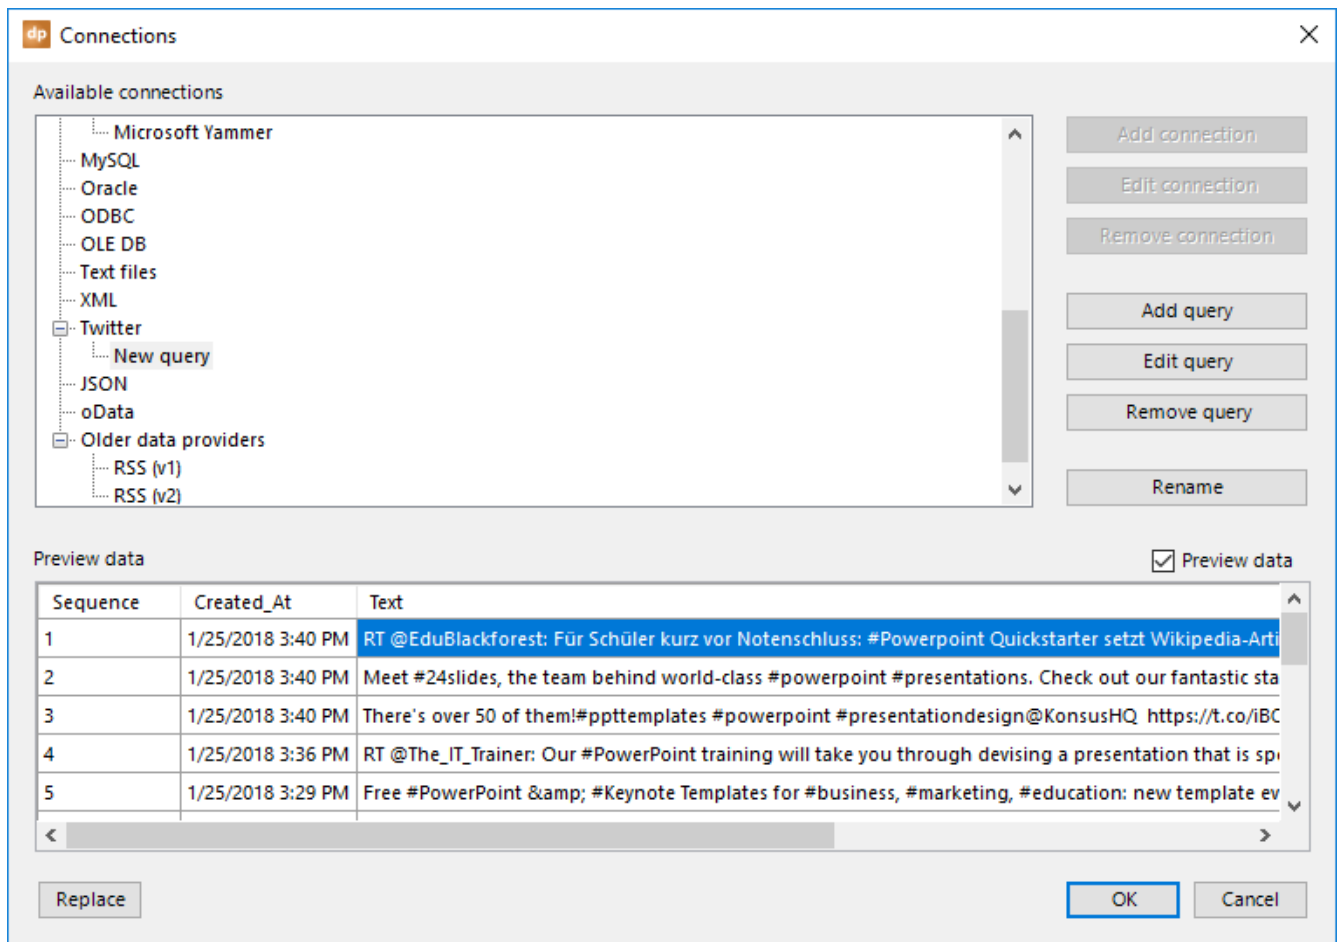 dp Connections
Available connections
Microsoft Yammer
MySQL
Oracle
ODBC
OLE DB
Text files
XML
Twitter
New query
JSON
oData
Older data providers
RSS (v1)
RSS (v2)
Add connection
Edit connection
Remove connection
Add query
Edit query
Remove query
Rename
Preview data
Preview data
Sequence Created_At Text
1 1/25/2018 3:40 PM RT @EduBlackforest: Für Schüler kurz vor Notenschluss: #Powerpoint Quickstarter setzt Wikipedia-Arti
2 1/25/2018 3:40 PM Meet #24slides, the team behind world-class #powerpoint #presentations. Check out our fantastic sta
3 1/25/2018 3:40 PM There's over 50 of them!#ppttemplates #powerpoint #presentationdesign@KonsusHQ https://t.co/iBC
4 1/25/2018 3:36 PM RT @The_IT_Trainer: Our #PowerPoint training will take you through devising a presentation that is spe
5 1/25/2018 3:29 PM Free #PowerPoint &amp; #Keynote Templates for #business, #marketing, #education: new template ev
Replace
OK
Cancel